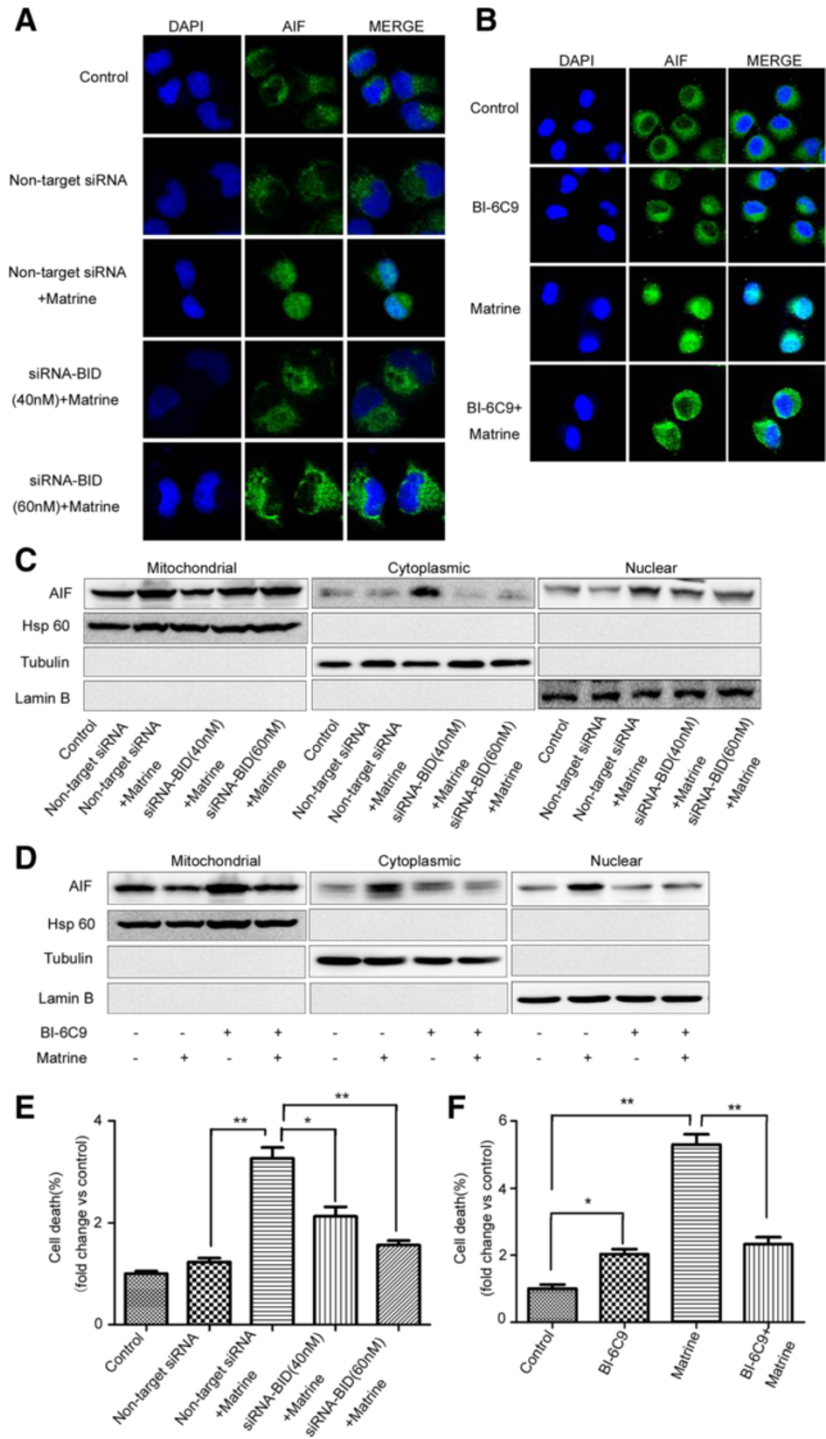 A
DAPI AIF MERGE
Control
Non-target siRNA
Non-target siRNA
+Matrine
siRNA-BID
(40nM)+Matrine
siRNA-BID
(60nM)+Matrine
B
DAPI AIF MERGE
Control
BI-6C9
Matrine
BI-6C9+
Matrine
C
Mitochondrial Cytoplasmic Nuclear
AIF
Hsp 60
Tubulin
Lamin B
Control
Non-target siRNA
Non-target siRNA
+Matrine
siRNA-BID(40nM)
+Matrine
siRNA-BID(60nM)
+Matrine
Control
Non-target siRNA
Non-target siRNA
+Matrine
siRNA-BID(40nM)
+Matrine
siRNA-BID(60nM)
+Matrine
Control
Non-target siRNA
Non-target siRNA
+Matrine
siRNA-BID(40nM)
+Matrine
siRNA-BID(60nM)
+Matrine
D
Mitochondrial Cytoplasmic Nuclear
AIF
Hsp 60
Tubulin
Lamin B
BI-6C9 - - + + - - + + - - + +
Matrine - + - + - + - + - + - +
E
Cell death(%)
(fold change vs control)
4
2
0
** * **
Control
Non-target siRNA
Non-target siRNA
+Matrine
siRNA-BID(40nM)
+Matrine
siRNA-BID(60nM)
+Matrine
F
Cell death(%)
(fold change vs control)
6
4
2
0
* ** **
Control
BI-6C9
Matrine
BI-6C9+
Matrine